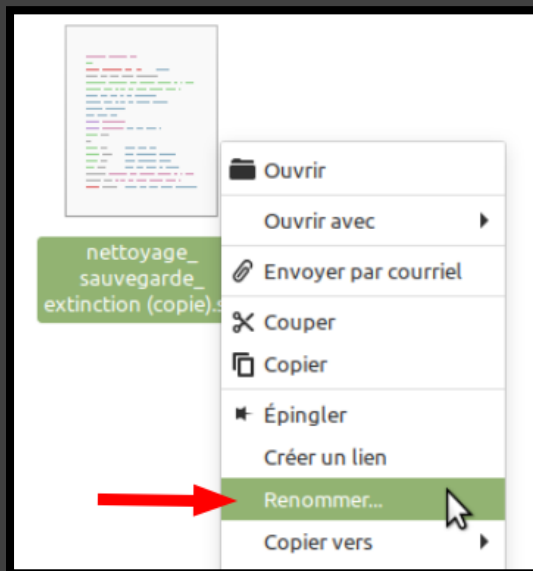 nettoyage_
sauvegarde_
extinction (copie).s
Ouvrir
Ouvrir avec
Envoyer par courriel
Couper
Copier
Épingler
Créer un lien
Renommer...
Copier vers